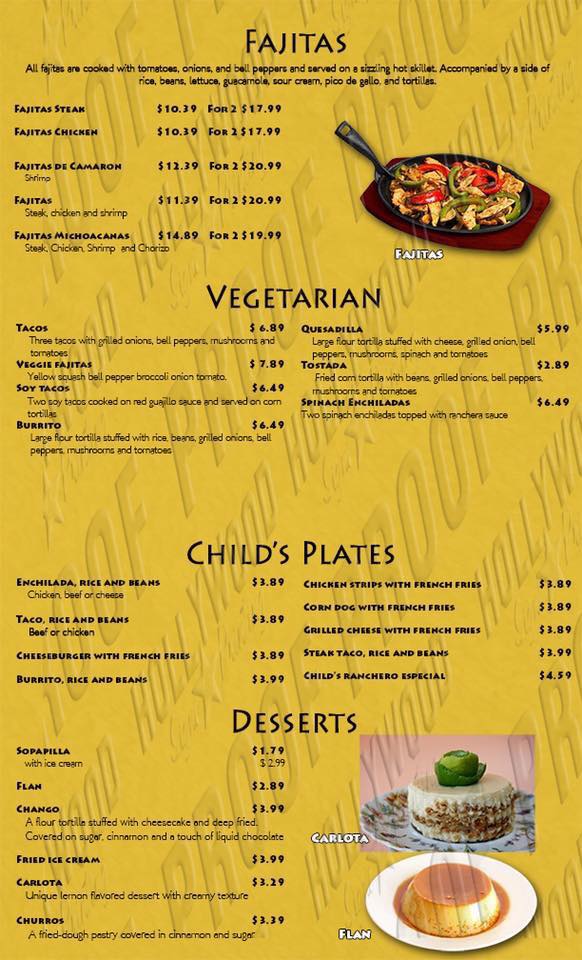 Fajitas
All fajitas are cooked with tomatoes, onions, and bell peppers and served on a sizzling hot skillet. Accompanied by a side of
rice, beans, lettuce, guacamole, sour cream, pico de gallo, and tortillas.
Fajitas Steak $10.39 For 2 $17.99
Fajitas Chicken $10.39 For 2 $17.99
Fajitas de Camaron $12.39 For 2 $20.99
Shrimp
Fajitas $11.39 For 2 $20.99
Steak, chicken and shrimp
Fajitas Michoacanas $14.89 For 2 $19.99
Steak, Chicken, Shrimp and Chorizo
Fajitas
Vegetarian
Tacos $6.89
Three tacos with grilled onions, bell peppers, mushrooms and
tomatoes
Veggie fajitas $7.89
Yellow squash bell pepper broccoli onion tomato.
Soy tacos $6.49
Two soy tacos cooked on red guajillo sauce and served on corn
tortillas
Burrito $6.49
Large flour tortilla stuffed with rice, beans, grilled onions, bell
peppers, mushrooms and tomatoes
Quesadilla $5.99
Large flour tortilla stuffed with cheese, grilled onion, bell
peppers, mushrooms, spinach and tomatoes
Tostada $2.89
Fried corn tortilla with beans, grilled onions, bell peppers,
mushrooms and tomatoes
Spinach Enchiladas $6.49
Two spinach enchiladas topped with ranchera sauce
Child's Plates
Enchilada, rice and beans $3.89
Chicken, beef or cheese
Taco, rice and beans $3.89
Beef or chicken
Cheeseburger with french fries $3.89
Burrito, rice and beans $3.99
Chicken strips with french fries $3.89
Corn dog with french fries $3.89
Grilled cheese with french fries $3.89
Steak taco, rice and beans $3.99
Child's ranchero especial $4.59
Desserts
Sopapilla $1.79
with ice cream $2.99
Flan $2.89
Chango $3.99
A flour tortilla stuffed with cheesecake and deep fried.
Covered on sugar, cinnamon and a touch of liquid chocolate
Fried ice cream $3.99
Carlota $3.29
Unique lemon flavored dessert with creamy texture
Churros $3.39
A fried-dough pastry covered in cinnamon and sugar
Carlota
Flan